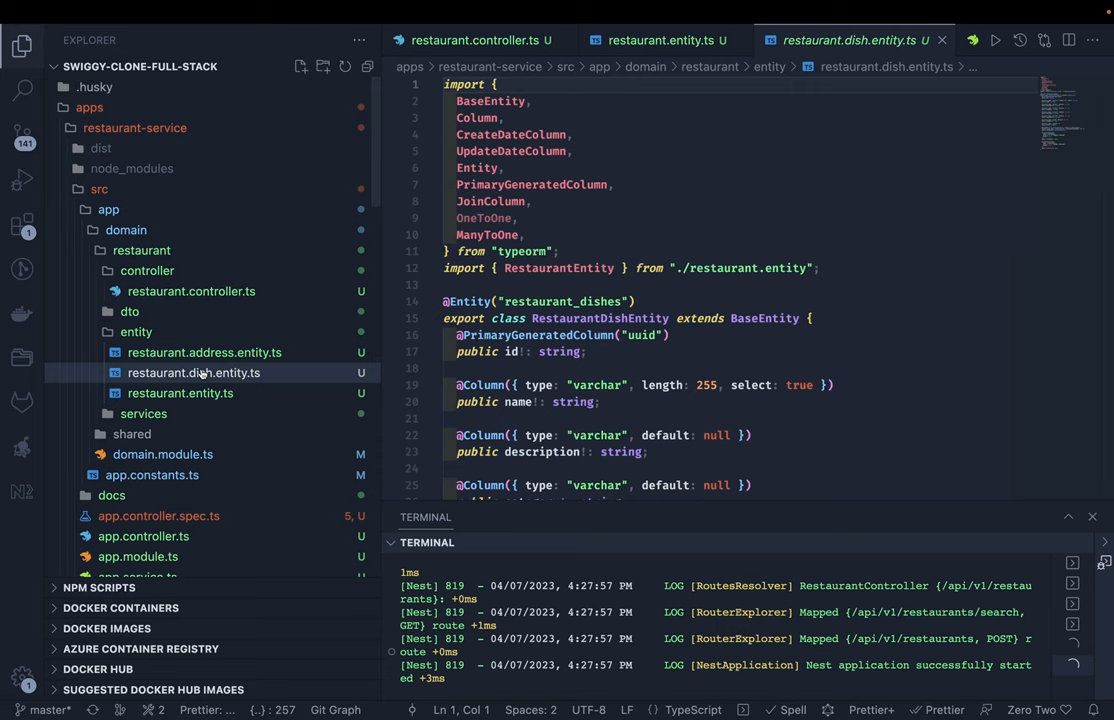 EXPLORER
SWIGGY-CLONE-FULL-STACK
.husky
apps
restaurant-service
dist
node_modules
src
app
domain
restaurant
controller
restaurant.controller.ts U
dto
entity
restaurant.address.entity.ts U
restaurant.dish.entity.ts U
restaurant.entity.ts U
services
shared
domain.module.ts M
app.constants.ts M
docs
app.controller.spec.ts 5, U
app.controller.ts U
app.module.ts U
NPM SCRIPTS
DOCKER CONTAINERS
DOCKER IMAGES
AZURE CONTAINER REGISTRY
DOCKER HUB
SUGGESTED DOCKER HUB IMAGES
141
1
1
restaurant.controller.ts U
restaurant.entity.ts U
restaurant.dish.entity.ts U
apps > restaurant-service > src > app > domain > restaurant > entity > restaurant.dish.entity.ts > ...
1 import {
2 BaseEntity,
3 Column,
4 CreateDateColumn,
5 UpdateDateColumn,
6 Entity,
7 PrimaryGeneratedColumn,
8 JoinColumn,
9 OneToOne,
10 ManyToOne,
11 } from "typeorm";
12 import { RestaurantEntity } from "./restaurant.entity";
13
14 @Entity("restaurant_dishes")
15 export class RestaurantDishEntity extends BaseEntity {
16 @PrimaryGeneratedColumn("uuid")
17 public id!: string;
18
19 @Column({ type: "varchar", length: 255, select: true })
20 public name!: string;
21
22 @Column({ type: "varchar", default: null })
23 public description!: string;
24
25 @Column({ type: "varchar", default: null })
TERMINAL
TERMINAL
1ms
[Nest] 819 - 04/07/2023, 4:27:57 PM LOG [RoutesResolver] RestaurantController {/api/v1/restau
rants}: +0ms
[Nest] 819 - 04/07/2023, 4:27:57 PM LOG [RouterExplorer] Mapped {/api/v1/restaurants/search,
GET} route +1ms
[Nest] 819 - 04/07/2023, 4:27:57 PM LOG [RouterExplorer] Mapped {/api/v1/restaurants, POST} r
oute +0ms
[Nest] 819 - 04/07/2023, 4:27:57 PM LOG [NestApplication] Nest application successfully start
ed +3ms
master* 2 Prettier: ... {..} : 257 Git Graph Ln 1, Col 1 Spaces: 2 UTF-8 LF {} TypeScript Spell Prettier+ Prettier Zero Two